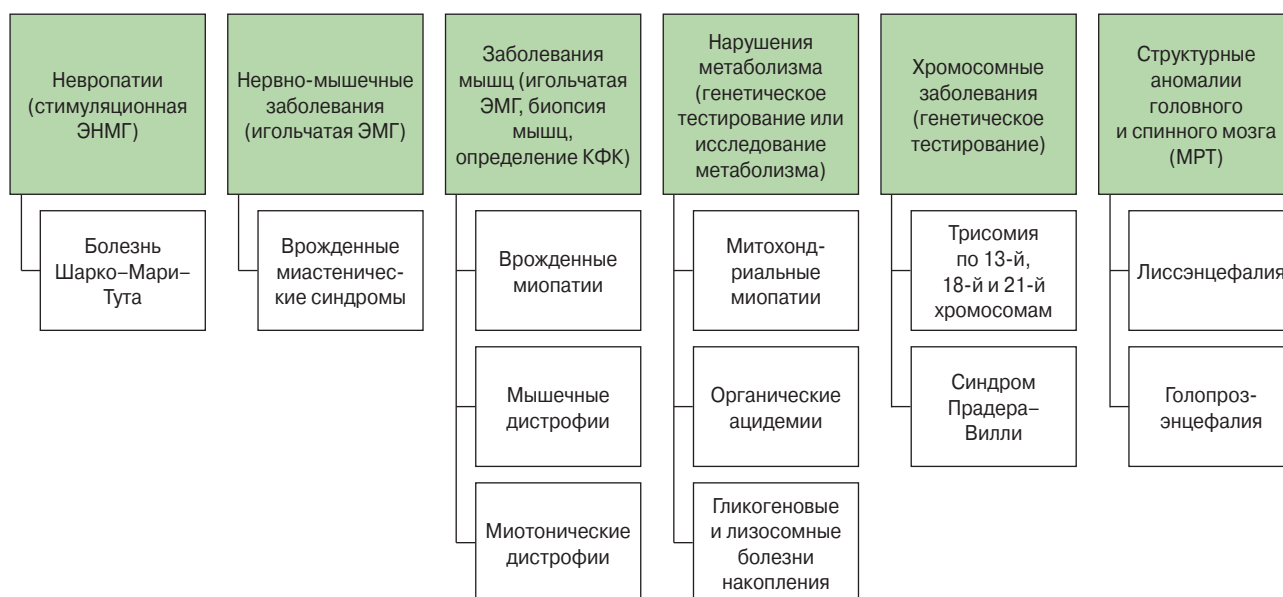 Невропатии
(стимуляционная
ЭНМГ)
Болезнь
Шарко–Мари–
Тута
Нервно-мышечные
заболевания
(игольчатая ЭМГ)
Врожденные
миастеничес-
кие синдромы
Заболевания
мышц (игольчатая
ЭМГ, биопсия
мышц,
определение КФК)
Врожденные
миопатии
Мышечные
дистрофии
Миотонические
дистрофии
Нарушения
метаболизма
(генетическое
тестирование или
исследование
метаболизма)
Митохонд-
риальные
миопатии
Органические
ацидемии
Гликогеновые
и лизосомные
болезни
накопления
Хромосомные
заболевания
(генетическое
тестирование)
Трисомия
по 13-й,
18-й и 21-й
хромосомам
Синдром
Прадера–
Вилли
Структурные
аномалии
головного
и спинного мозга
(МРТ)
Лиссэнцефалия
Голопроз-
энцефалия